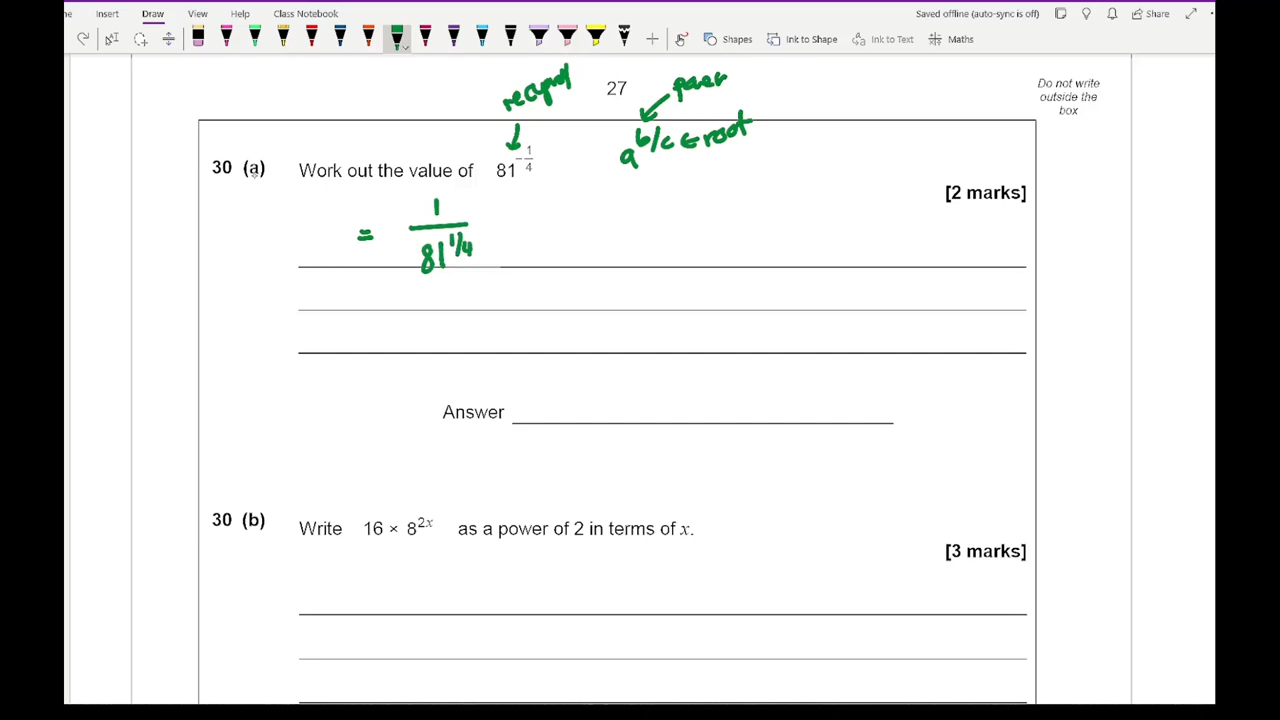 Insert Draw View Help Class Notebook Saved offline (auto-sync is off) Share
Shapes Ink to Shape Ink to Text Maths
27
power
a^b/c ← root
Do not write
outside the
box
30 (a) Work out the value of 81^-1/4
[2 marks]
= 1
81^1/4
Answer
30 (b) Write 16 × 8^2x as a power of 2 in terms of x.
[3 marks]